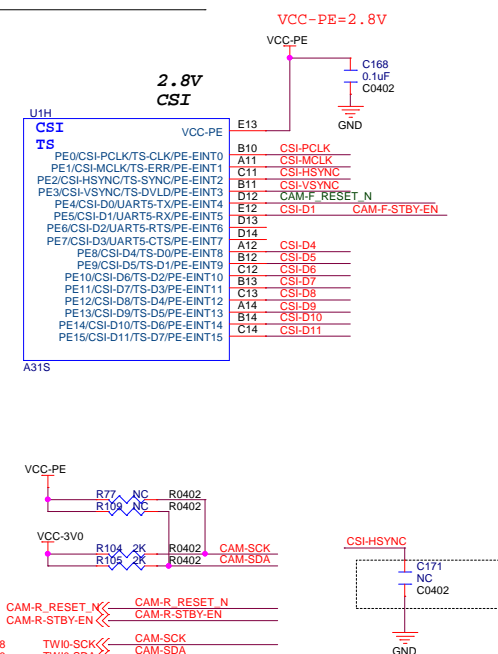 VCC-PE=2.8V
VCC-PE
C168
0.1uF
C0402
GND
2.8V
CSI
U1H
CSI
TS
VCC-PE E13
PE0/CSI-PCLK/TS-CLK/PE-EINT0 B10 CSI-PCLK
PE1/CSI-MCLK/TS-ERR/PE-EINT1 A11 CSI-MCLK
PE2/CSI-HSYNC/TS-SYNC/PE-EINT2 C11 CSI-HSYNC
PE3/CSI-VSYNC/TS-DVLD/PE-EINT3 B11 CSI-VSYNC
PE4/CSI-D0/UART5-TX/PE-EINT4 D12 CAM-F_RESET_N
PE5/CSI-D1/UART5-RX/PE-EINT5 E12 CSI-D1 CAM-F-STBY-EN
PE6/CSI-D2/UART5-RTS/PE-EINT6 D13
PE7/CSI-D3/UART5-CTS/PE-EINT7 D14
PE8/CSI-D4/TS-D0/PE-EINT8 A12 CSI-D4
PE9/CSI-D5/TS-D1/PE-EINT9 B12 CSI-D5
PE10/CSI-D6/TS-D2/PE-EINT10 C12 CSI-D6
PE11/CSI-D7/TS-D3/PE-EINT11 B13 CSI-D7
PE12/CSI-D8/TS-D4/PE-EINT12 C13 CSI-D8
PE13/CSI-D9/TS-D5/PE-EINT13 A14 CSI-D9
PE14/CSI-D10/TS-D6/PE-EINT14 B14 CSI-D10
PE15/CSI-D11/TS-D7/PE-EINT15 C14 CSI-D11
A31S
VCC-PE
R77 NC R0402
R109 NC R0402
VCC-3V0
R104 2K R0402 CAM-SCK
R105 2K R0402 CAM-SDA
CSI-HSYNC
C171
NC
C0402
GND
CAM-R_RESET_N CAM-R_RESET_N
CAM-R-STBY-EN CAM-R-STBY-EN
8 TWI0-SCK CAM-SCK
TWI0-SDA CAM-SDA